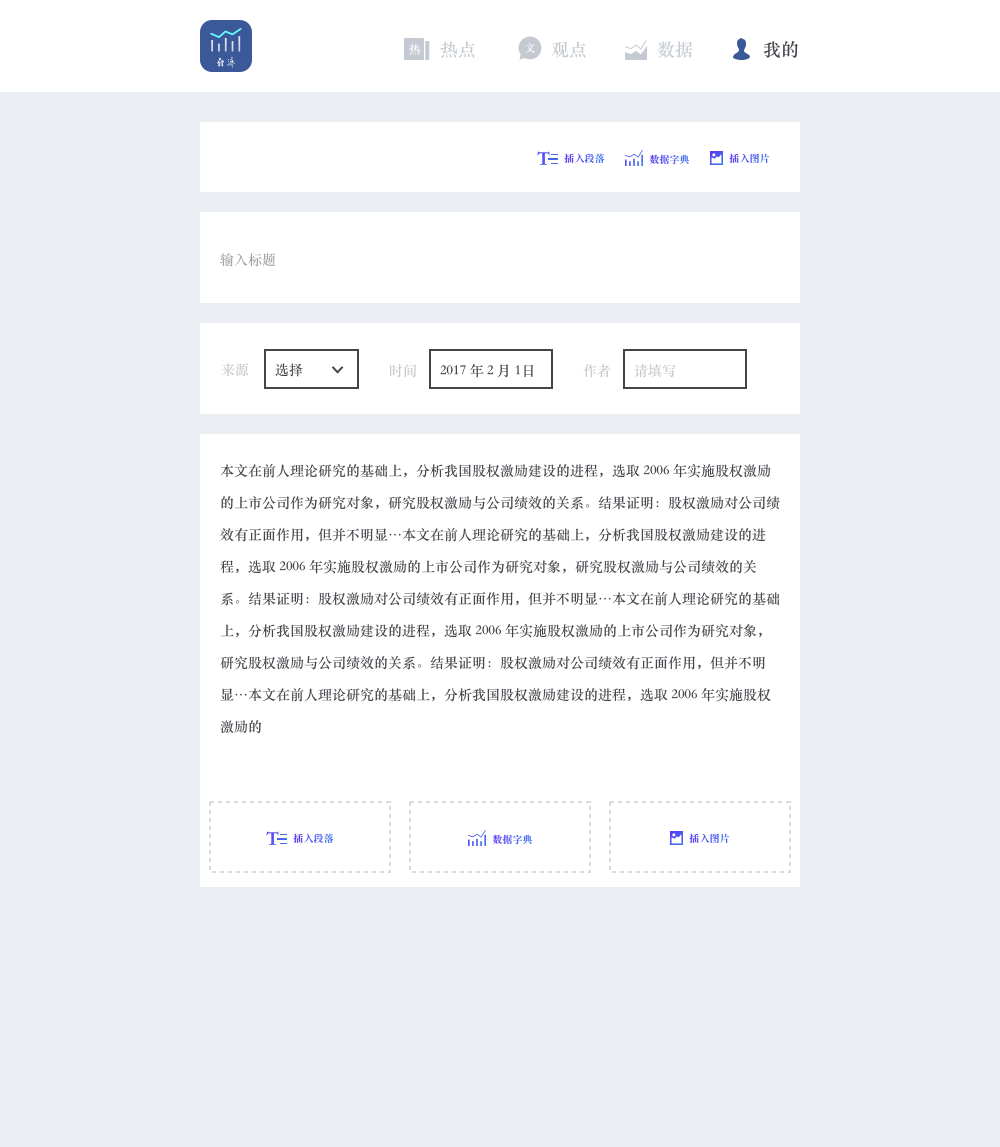 经济
热 热点
文 观点
数据
我的
插入段落
数据字典
插入图片
输入标题
来源 选择
时间 2017 年 2 月 1日
作者 请填写
本文在前人理论研究的基础上，分析我国股权激励建设的进程，选取 2006 年实施股权激励
的上市公司作为研究对象，研究股权激励与公司绩效的关系。结果证明：股权激励对公司绩
效有正面作用，但并不明显…本文在前人理论研究的基础上，分析我国股权激励建设的进
程，选取 2006 年实施股权激励的上市公司作为研究对象，研究股权激励与公司绩效的关
系。结果证明：股权激励对公司绩效有正面作用，但并不明显…本文在前人理论研究的基础
上，分析我国股权激励建设的进程，选取 2006 年实施股权激励的上市公司作为研究对象，
研究股权激励与公司绩效的关系。结果证明：股权激励对公司绩效有正面作用，但并不明
显…本文在前人理论研究的基础上，分析我国股权激励建设的进程，选取 2006 年实施股权
激励的
插入段落
数据字典
插入图片